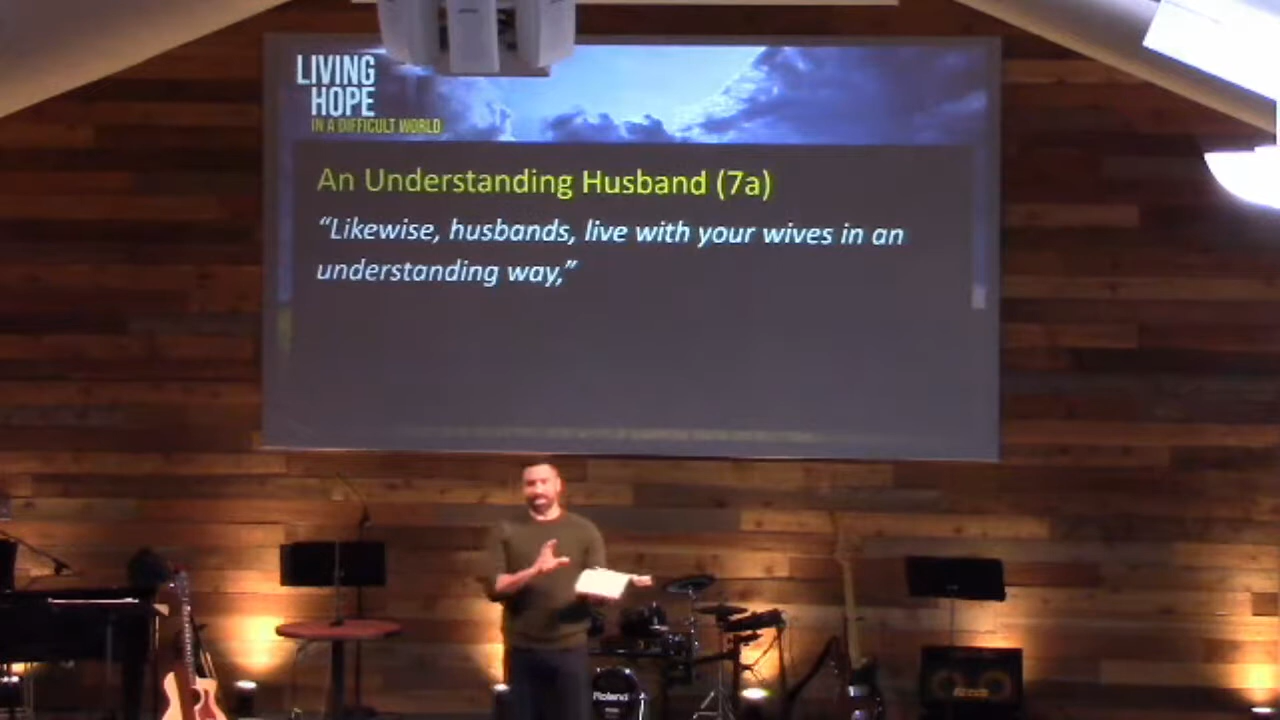 LIVING
HOPE
IN A DIFFICULT WORLD
An Understanding Husband (7a)
“Likewise, husbands, live with your wives in an
understanding way,”
Roland